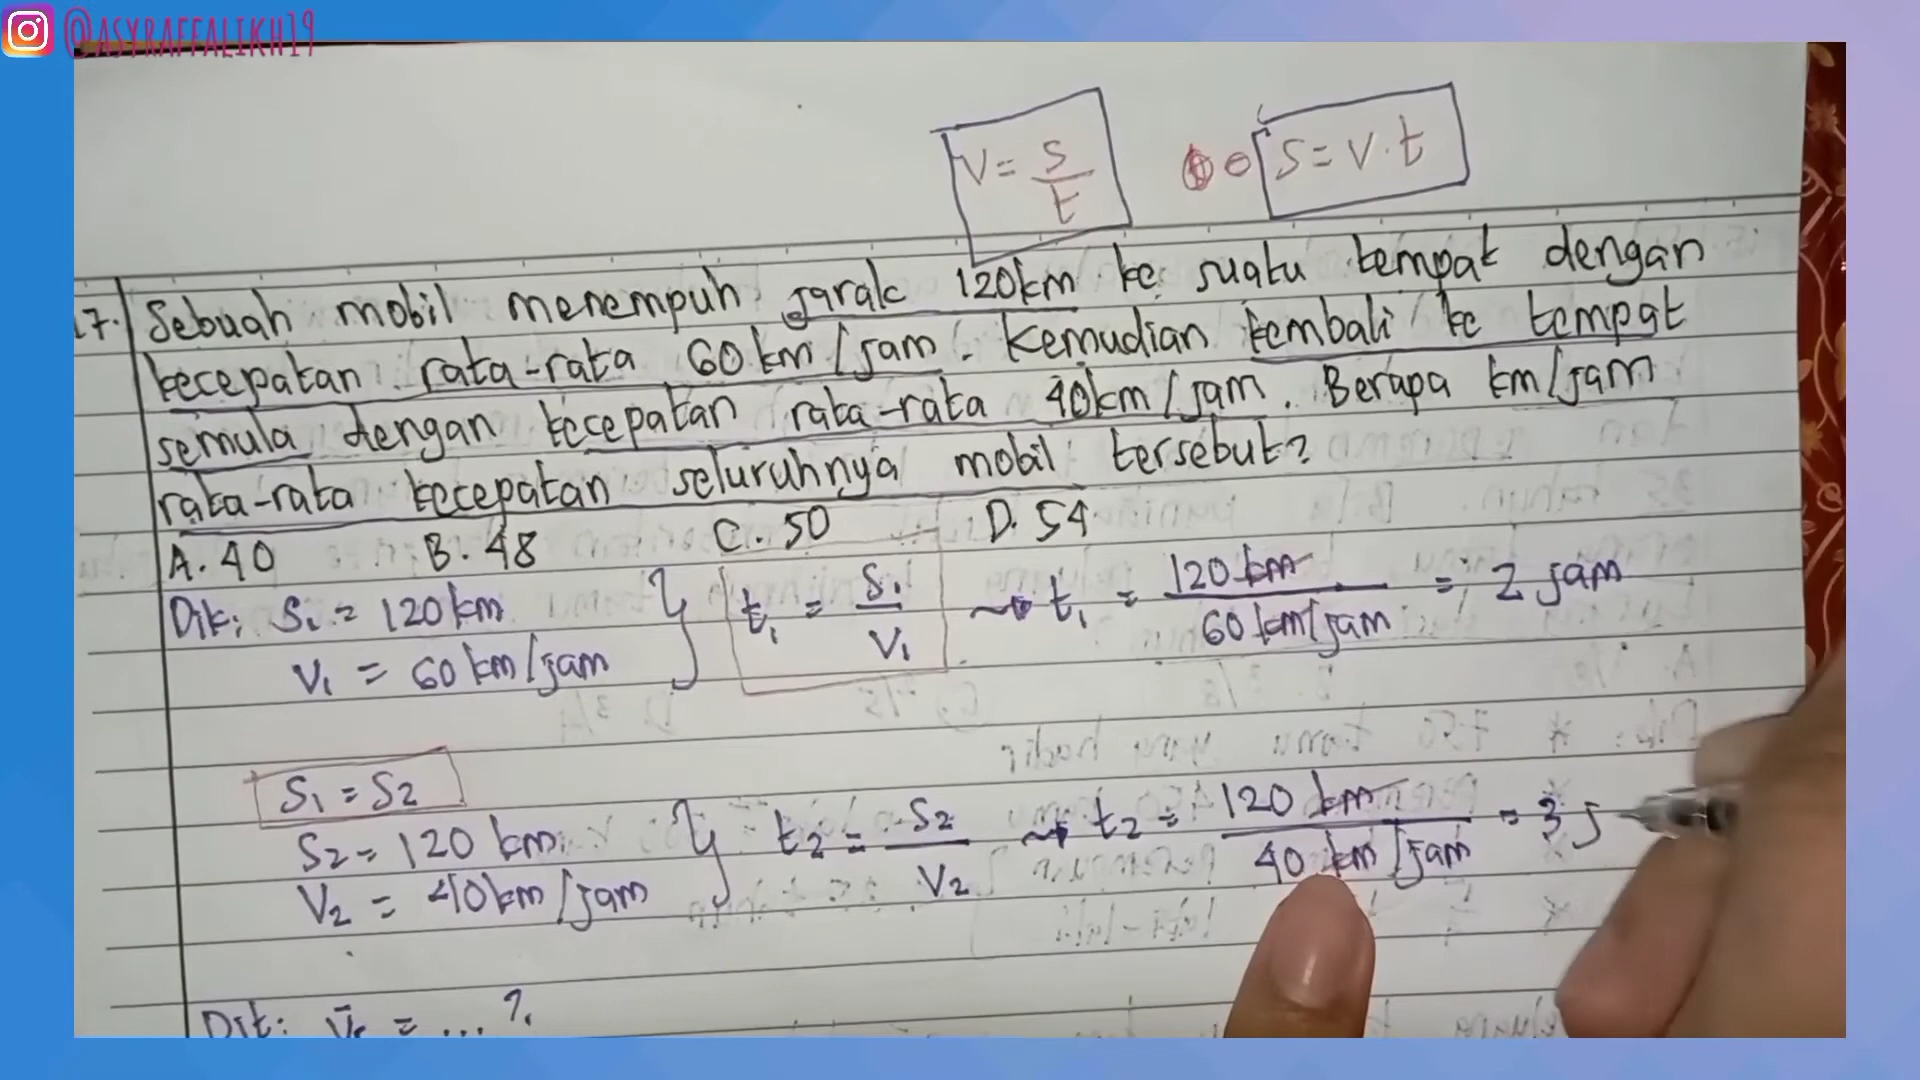 @ASYRAFFALIKH19
V = s/t
s = v . t
17. Sebuah mobil menempuh jarak 120km ke suatu tempat dengan
kecepatan rata-rata 60 km/jam. Kemudian kembali ke tempat
semula dengan kecepatan rata-rata 40km/jam. Berapa km/jam
rata-rata kecepatan seluruhnya mobil tersebut?
A. 40 B. 48 C. 50 D. 54
Dik: S₁ = 120 km } t₁ = S₁/V₁ → t₁ = 120 km / 60 km/jam = 2 jam
V₁ = 60 km/jam
S₁ = S₂
S₂ = 120 km } t₂ = S₂/V₂ → t₂ = 120 km / 40 km/jam = 3 j
V₂ = 40 km/jam
Dit: = ... ?